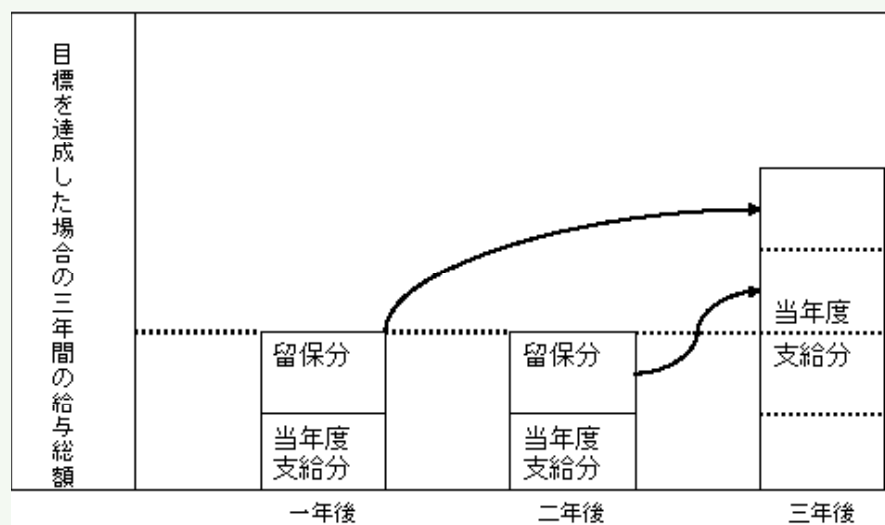 目標を達成した場合の三年間の給与総額
留保分
当年度
支給分
留保分
当年度
支給分
当年度
支給分
一年後
二年後
三年後